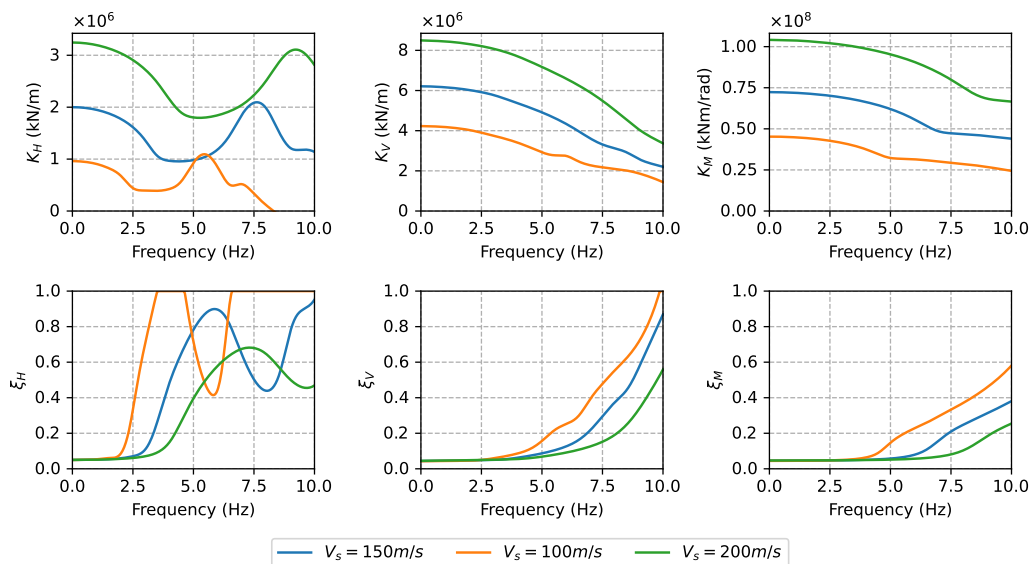 ×10⁶
×10⁶
×10⁸
K_H (kN/m)
3
2
1
0
0.0 2.5 5.0 7.5 10.0
Frequency (Hz)
K_V (kN/m)
8
6
4
2
0
0.0 2.5 5.0 7.5 10.0
Frequency (Hz)
K_M (kNm/rad)
1.00
0.75
0.50
0.25
0.00
0.0 2.5 5.0 7.5 10.0
Frequency (Hz)
ξ_H
1.0
0.8
0.6
0.4
0.2
0.0
0.0 2.5 5.0 7.5 10.0
Frequency (Hz)
ξ_V
1.0
0.8
0.6
0.4
0.2
0.0
0.0 2.5 5.0 7.5 10.0
Frequency (Hz)
ξ_M
1.0
0.8
0.6
0.4
0.2
0.0
0.0 2.5 5.0 7.5 10.0
Frequency (Hz)
V_s = 150m/s V_s = 100m/s V_s = 200m/s